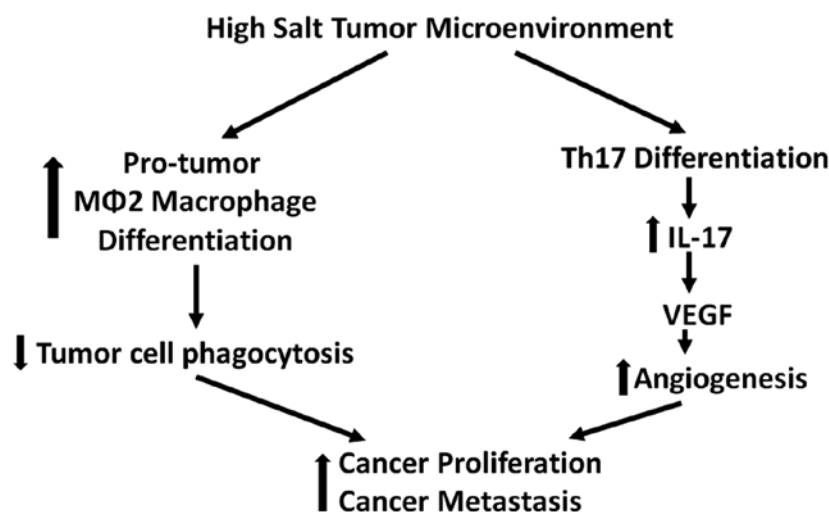 High Salt Tumor Microenvironment
Pro-tumor
MΦ2 Macrophage
Differentiation
Tumor cell phagocytosis
Th17 Differentiation
IL-17
VEGF
Angiogenesis
Cancer Proliferation
Cancer Metastasis